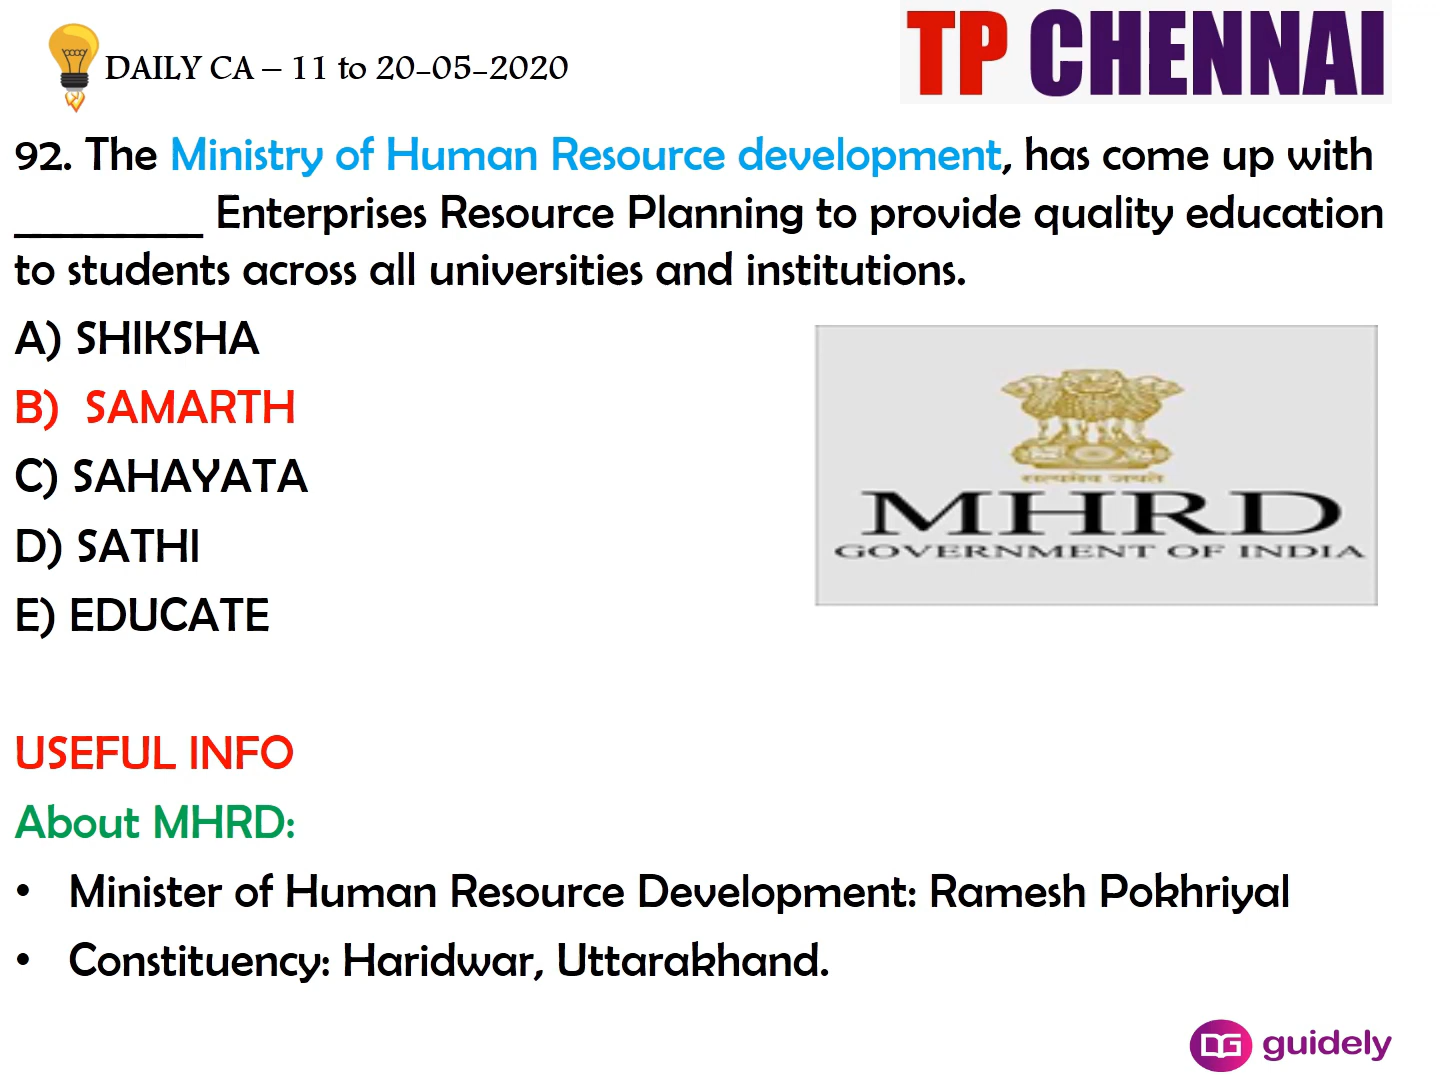 DAILY CA – 11 to 20-05-2020
TP CHENNAI
92. The Ministry of Human Resource development, has come up with
_________ Enterprises Resource Planning to provide quality education
to students across all universities and institutions.
A) SHIKSHA
B) SAMARTH
C) SAHAYATA
D) SATHI
E) EDUCATE
सत्यमेव जयते
MHRD
GOVERNMENT OF INDIA
USEFUL INFO
About MHRD:
• Minister of Human Resource Development: Ramesh Pokhriyal
• Constituency: Haridwar, Uttarakhand.
guidely